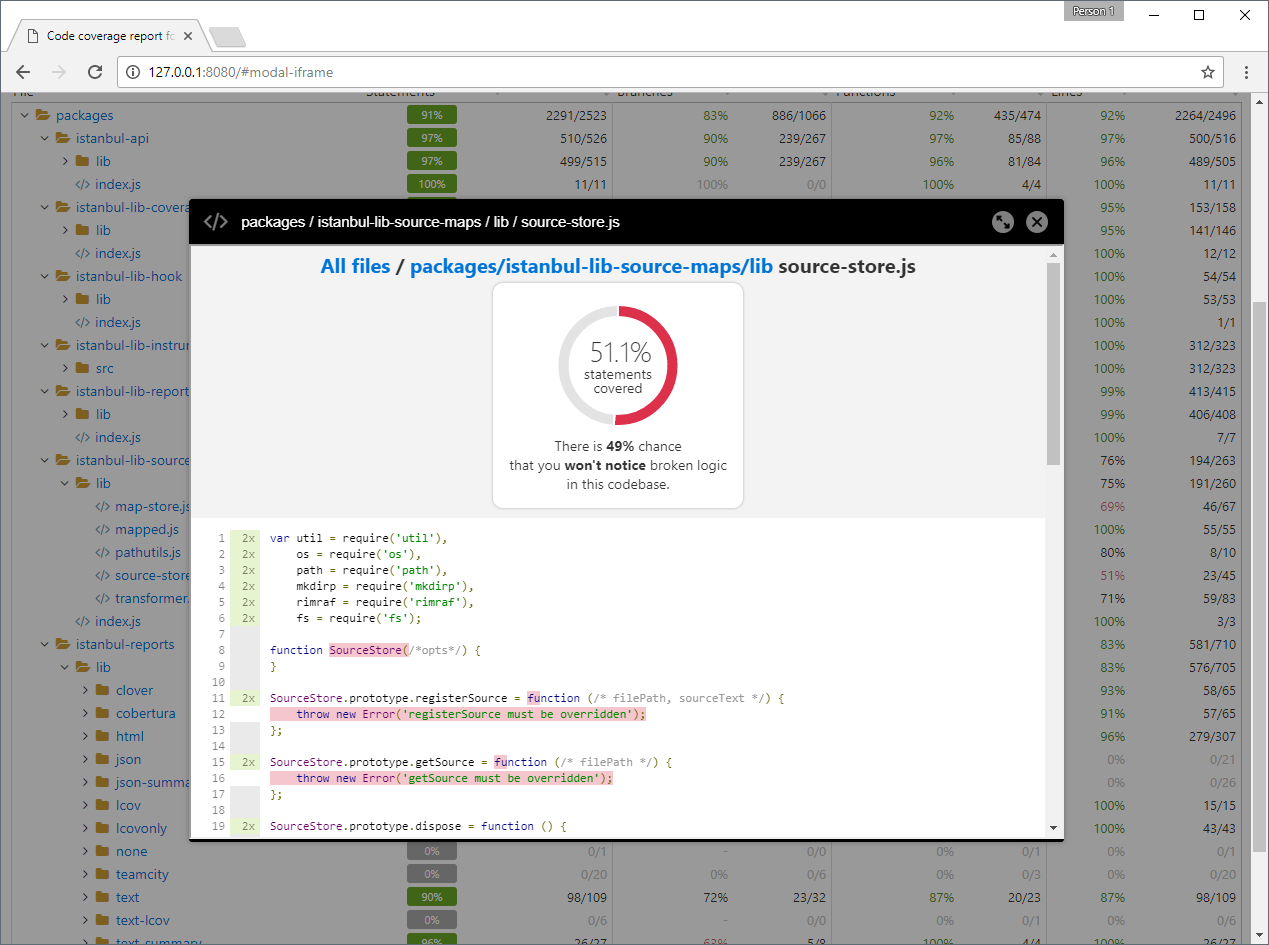 Person 1
Code coverage report fo
127.0.0.1:8080/#modal-iframe
File Statements Branches Functions Lines
packages 91% 2291/2523 83% 886/1066 92% 435/474 92% 2264/2496
istanbul-api 97% 510/526 90% 239/267 97% 85/88 97% 500/516
lib 97% 499/515 90% 239/267 96% 81/84 96% 489/505
</> index.js 100% 11/11 100% 0/0 100% 4/4 100% 11/11
istanbul-lib-covera 95% 153/158
lib 95% 141/146
</> index.js 100% 12/12
istanbul-lib-hook 100% 54/54
lib 100% 53/53
</> index.js 100% 1/1
istanbul-lib-instrur 100% 312/323
src 100% 312/323
istanbul-lib-report 99% 413/415
lib 99% 406/408
</> index.js 100% 7/7
istanbul-lib-source 76% 194/263
lib 75% 191/260
</> map-store.js 69% 46/67
</> mapped.js 100% 55/55
</> pathutils.js 80% 8/10
</> source-store 51% 23/45
</> transformer. 71% 59/83
</> index.js 100% 3/3
istanbul-reports 83% 581/710
lib 83% 576/705
clover 93% 58/65
cobertura 91% 57/65
html 96% 279/307
json 0% 0/21
json-summa 0% 0/26
lcov 100% 15/15
lcovonly 100% 43/43
none 0% 0/1 - 0/0 0% 0/1 0% 0/1
teamcity 0% 0/20 0% 0/6 0% 0/3 0% 0/20
text 90% 98/109 72% 23/32 87% 20/23 87% 98/109
text-lcov 0% 0/6 - 0/0 0% 0/1 0% 0/6
text-summary 96% 26/27 63% 5/8 100% 4/4 100% 26/27
</> packages / istanbul-lib-source-maps / lib / source-store.js
All files / packages/istanbul-lib-source-maps/lib source-store.js
51.1%
statements
covered
There is 49% chance
that you won't notice broken logic
in this codebase.
1 2x var util = require('util'),
2 2x os = require('os'),
3 2x path = require('path'),
4 2x mkdirp = require('mkdirp'),
5 2x rimraf = require('rimraf'),
6 2x fs = require('fs');
7
8 function SourceStore(/*opts*/) {
9 }
10
11 2x SourceStore.prototype.registerSource = function (/* filePath, sourceText */) {
12 throw new Error('registerSource must be overridden');
13 };
14
15 2x SourceStore.prototype.getSource = function (/* filePath */) {
16 throw new Error('getSource must be overridden');
17 };
18
19 2x SourceStore.prototype.dispose = function () {